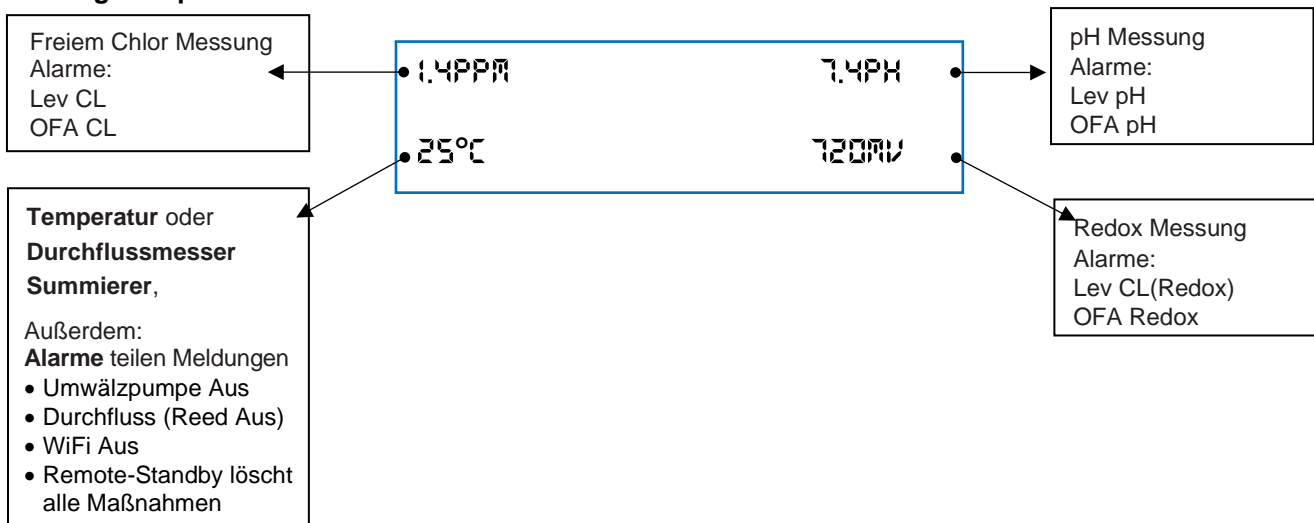 Freiem Chlor Messung
Alarme:
Lev CL
OFA CL
1.4PPM
7.4PH
25°C
720MV
pH Messung
Alarme:
Lev pH
OFA pH
Temperatur oder
Durchflussmesser
Summierer,
Außerdem:
Alarme teilen Meldungen
• Umwälzpumpe Aus
• Durchfluss (Reed Aus)
• WiFi Aus
• Remote-Standby löscht
alle Maßnahmen
Redox Messung
Alarme:
Lev CL(Redox)
OFA Redox